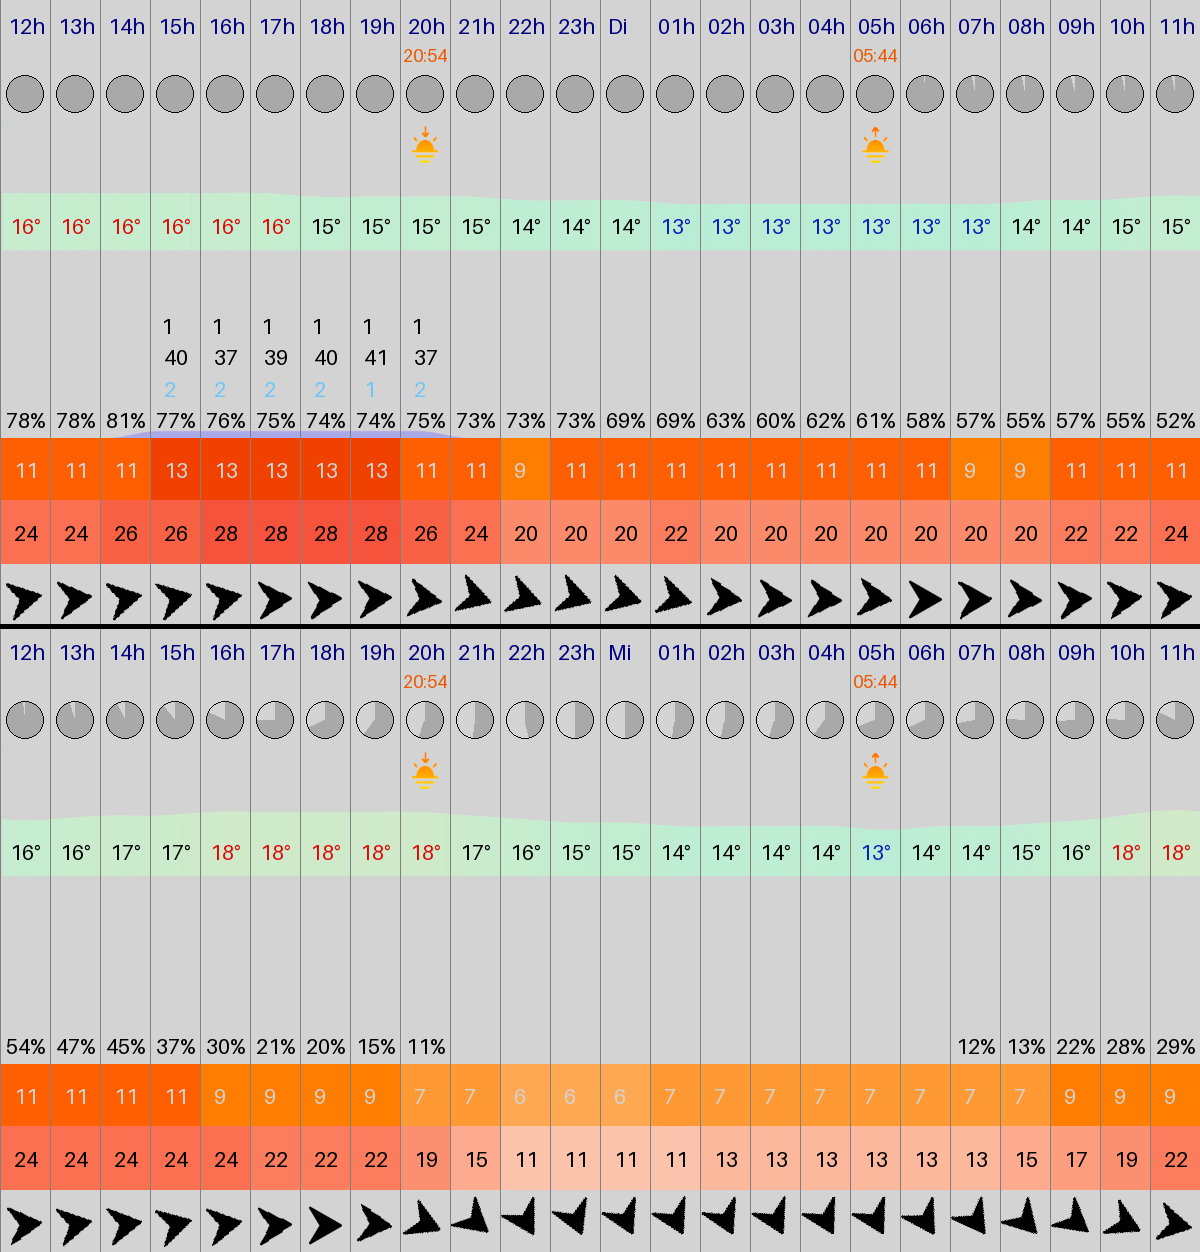 12h 13h 14h 15h 16h 17h 18h 19h 20h 21h 22h 23h Di 01h 02h 03h 04h 05h 06h 07h 08h 09h 10h 11h
20:54 05:44
16° 16° 16° 16° 16° 16° 15° 15° 15° 15° 14° 14° 14° 13° 13° 13° 13° 13° 13° 13° 14° 14° 15° 15°
1 1 1 1 1 1
40 37 39 40 41 37
2 2 2 2 1 2
78% 78% 81% 77% 76% 75% 74% 74% 75% 73% 73% 73% 69% 69% 63% 60% 62% 61% 58% 57% 55% 57% 55% 52%
11 11 11 13 13 13 13 13 11 11 9 11 11 11 11 11 11 11 11 9 9 11 11 11
24 24 26 26 28 28 28 28 26 24 20 20 20 22 20 20 20 20 20 20 20 22 22 24
12h 13h 14h 15h 16h 17h 18h 19h 20h 21h 22h 23h Mi 01h 02h 03h 04h 05h 06h 07h 08h 09h 10h 11h
20:54 05:44
16° 16° 17° 17° 18° 18° 18° 18° 18° 17° 16° 15° 15° 14° 14° 14° 14° 13° 14° 14° 15° 16° 18° 18°
54% 47% 45% 37% 30% 21% 20% 15% 11% 12% 13% 22% 28% 29%
11 11 11 11 9 9 9 9 7 7 6 6 6 7 7 7 7 7 7 7 7 9 9 9
24 24 24 24 24 22 22 22 19 15 11 11 11 11 13 13 13 13 13 13 15 17 19 22